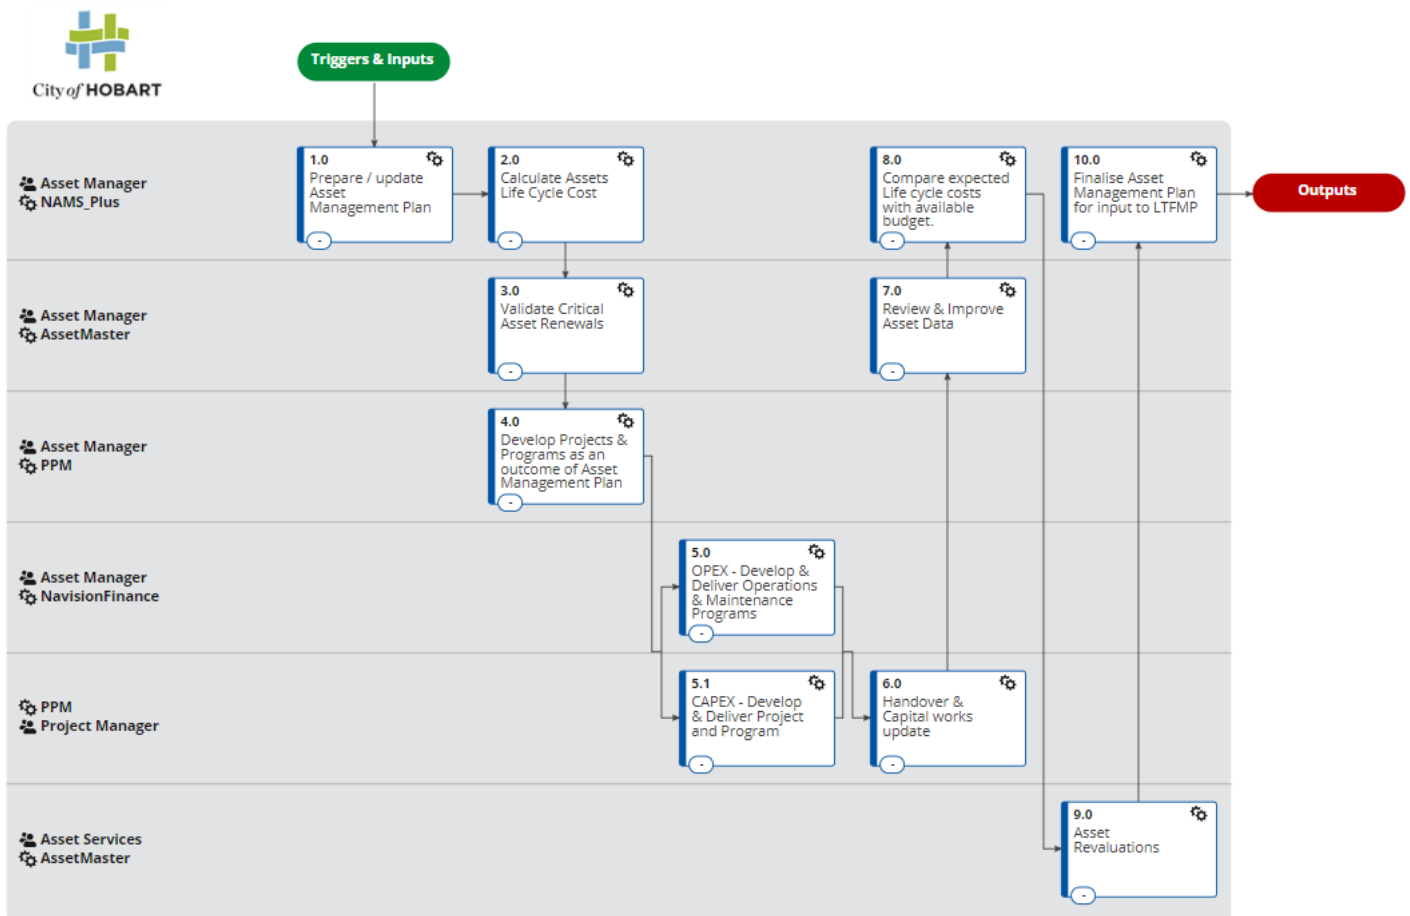 City of HOBART
Triggers & Inputs
Asset Manager
NAMS_Plus
1.0
Prepare / update
Asset
Management Plan
-
2.0
Calculate Assets
Life Cycle Cost
-
8.0
Compare expected
Life cycle costs
with available
budget.
-
10.0
Finalise Asset
Management Plan
for input to LTFMP
-
Outputs
Asset Manager
AssetMaster
3.0
Validate Critical
Asset Renewals
-
7.0
Review & Improve
Asset Data
-
Asset Manager
PPM
4.0
Develop Projects &
Programs as an
outcome of Asset
Management Plan
-
Asset Manager
NavisionFinance
5.0
OPEX - Develop &
Deliver Operations
& Maintenance
Programs
-
PPM
Project Manager
5.1
CAPEX - Develop
& Deliver Project
and Program
-
6.0
Handover &
Capital works
update
-
Asset Services
AssetMaster
9.0
Asset
Revaluations
-